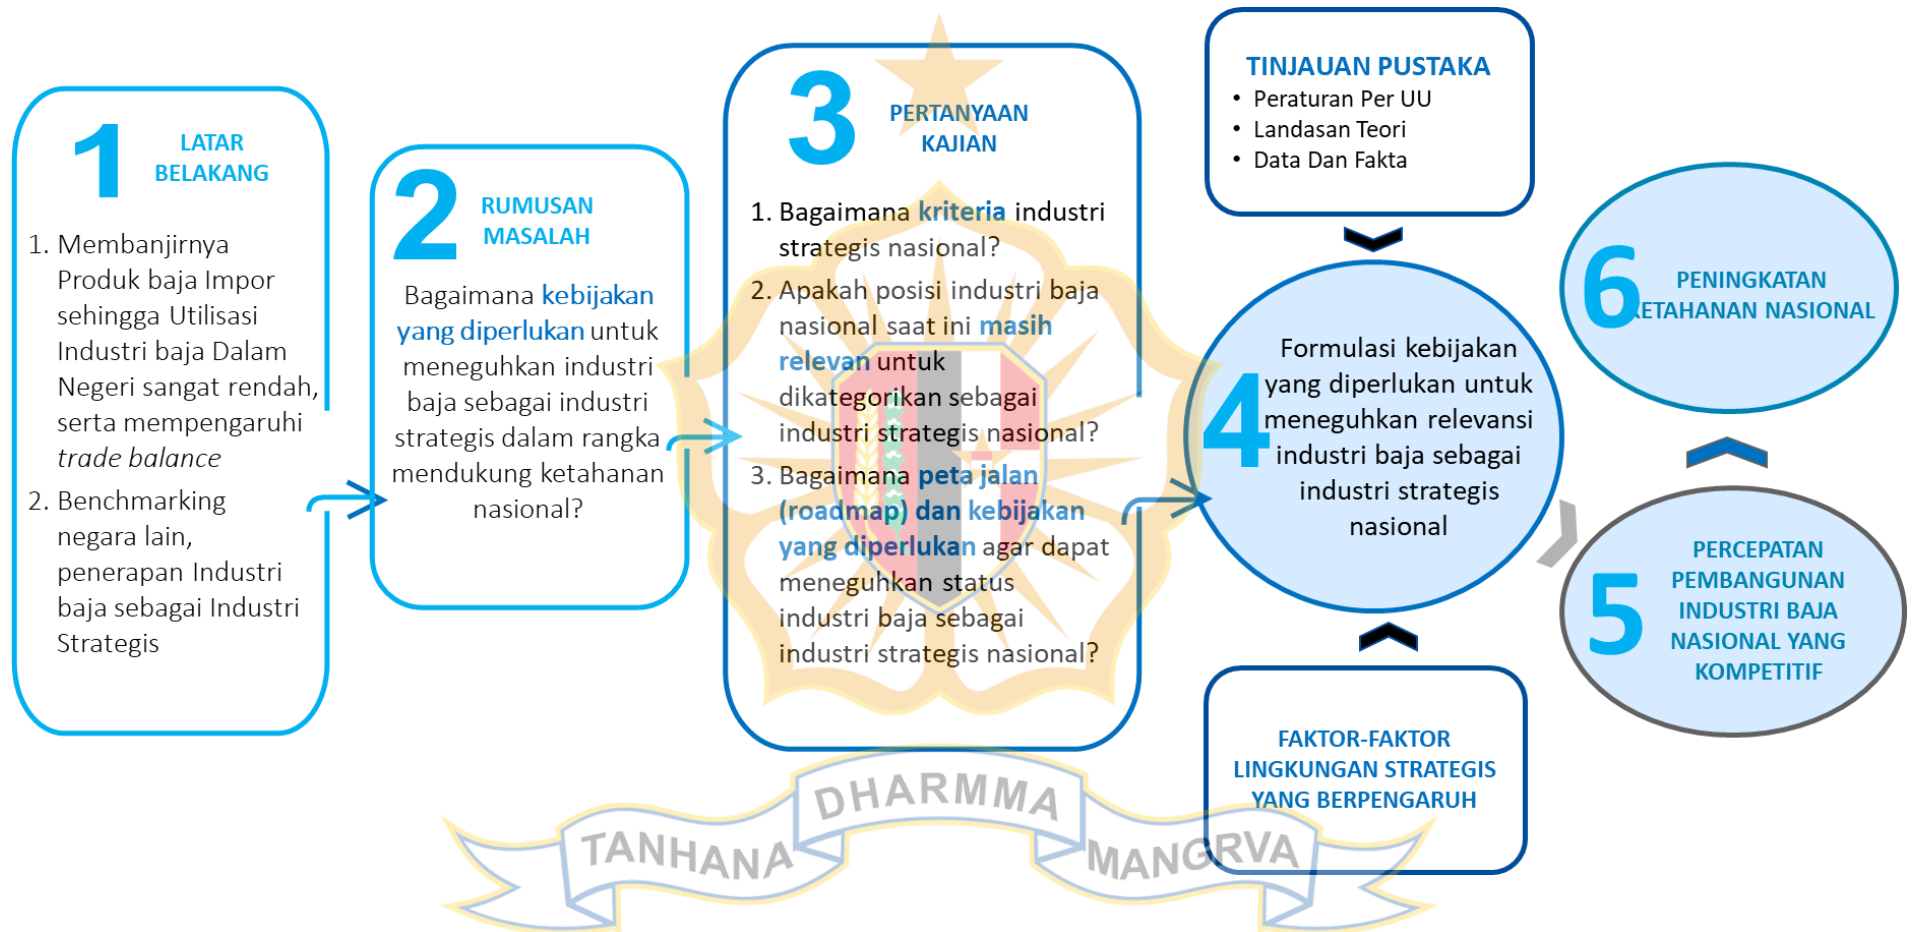 1
LATAR
BELAKANG
1. Membanjirnya
Produk baja Impor
sehingga Utilisasi
Industri baja Dalam
Negeri sangat rendah,
serta mempengaruhi
trade balance
2. Benchmarking
negara lain,
penerapan Industri
baja sebagai Industri
Strategis
2
RUMUSAN
MASALAH
Bagaimana kebijakan
yang diperlukan untuk
meneguhkan industri
baja sebagai industri
strategis dalam rangka
mendukung ketahanan
nasional?
3
PERTANYAAN
KAJIAN
1. Bagaimana kriteria industri
strategis nasional?
2. Apakah posisi industri baja
nasional saat ini masih
relevan untuk
dikategorikan sebagai
industri strategis nasional?
3. Bagaimana peta jalan
(roadmap) dan kebijakan
yang diperlukan agar dapat
meneguhkan status
industri baja sebagai
industri strategis nasional?
TINJAUAN PUSTAKA
• Peraturan Per UU
• Landasan Teori
• Data Dan Fakta
4
Formulasi kebijakan
yang diperlukan untuk
meneguhkan relevansi
industri baja sebagai
industri strategis
nasional
FAKTOR-FAKTOR
LINGKUNGAN STRATEGIS
YANG BERPENGARUH
5
PERCEPATAN
PEMBANGUNAN
INDUSTRI BAJA
NASIONAL YANG
KOMPETITIF
6
PENINGKATAN
KETAHANAN NASIONAL
TANHANA DHARMMA MANGRVA